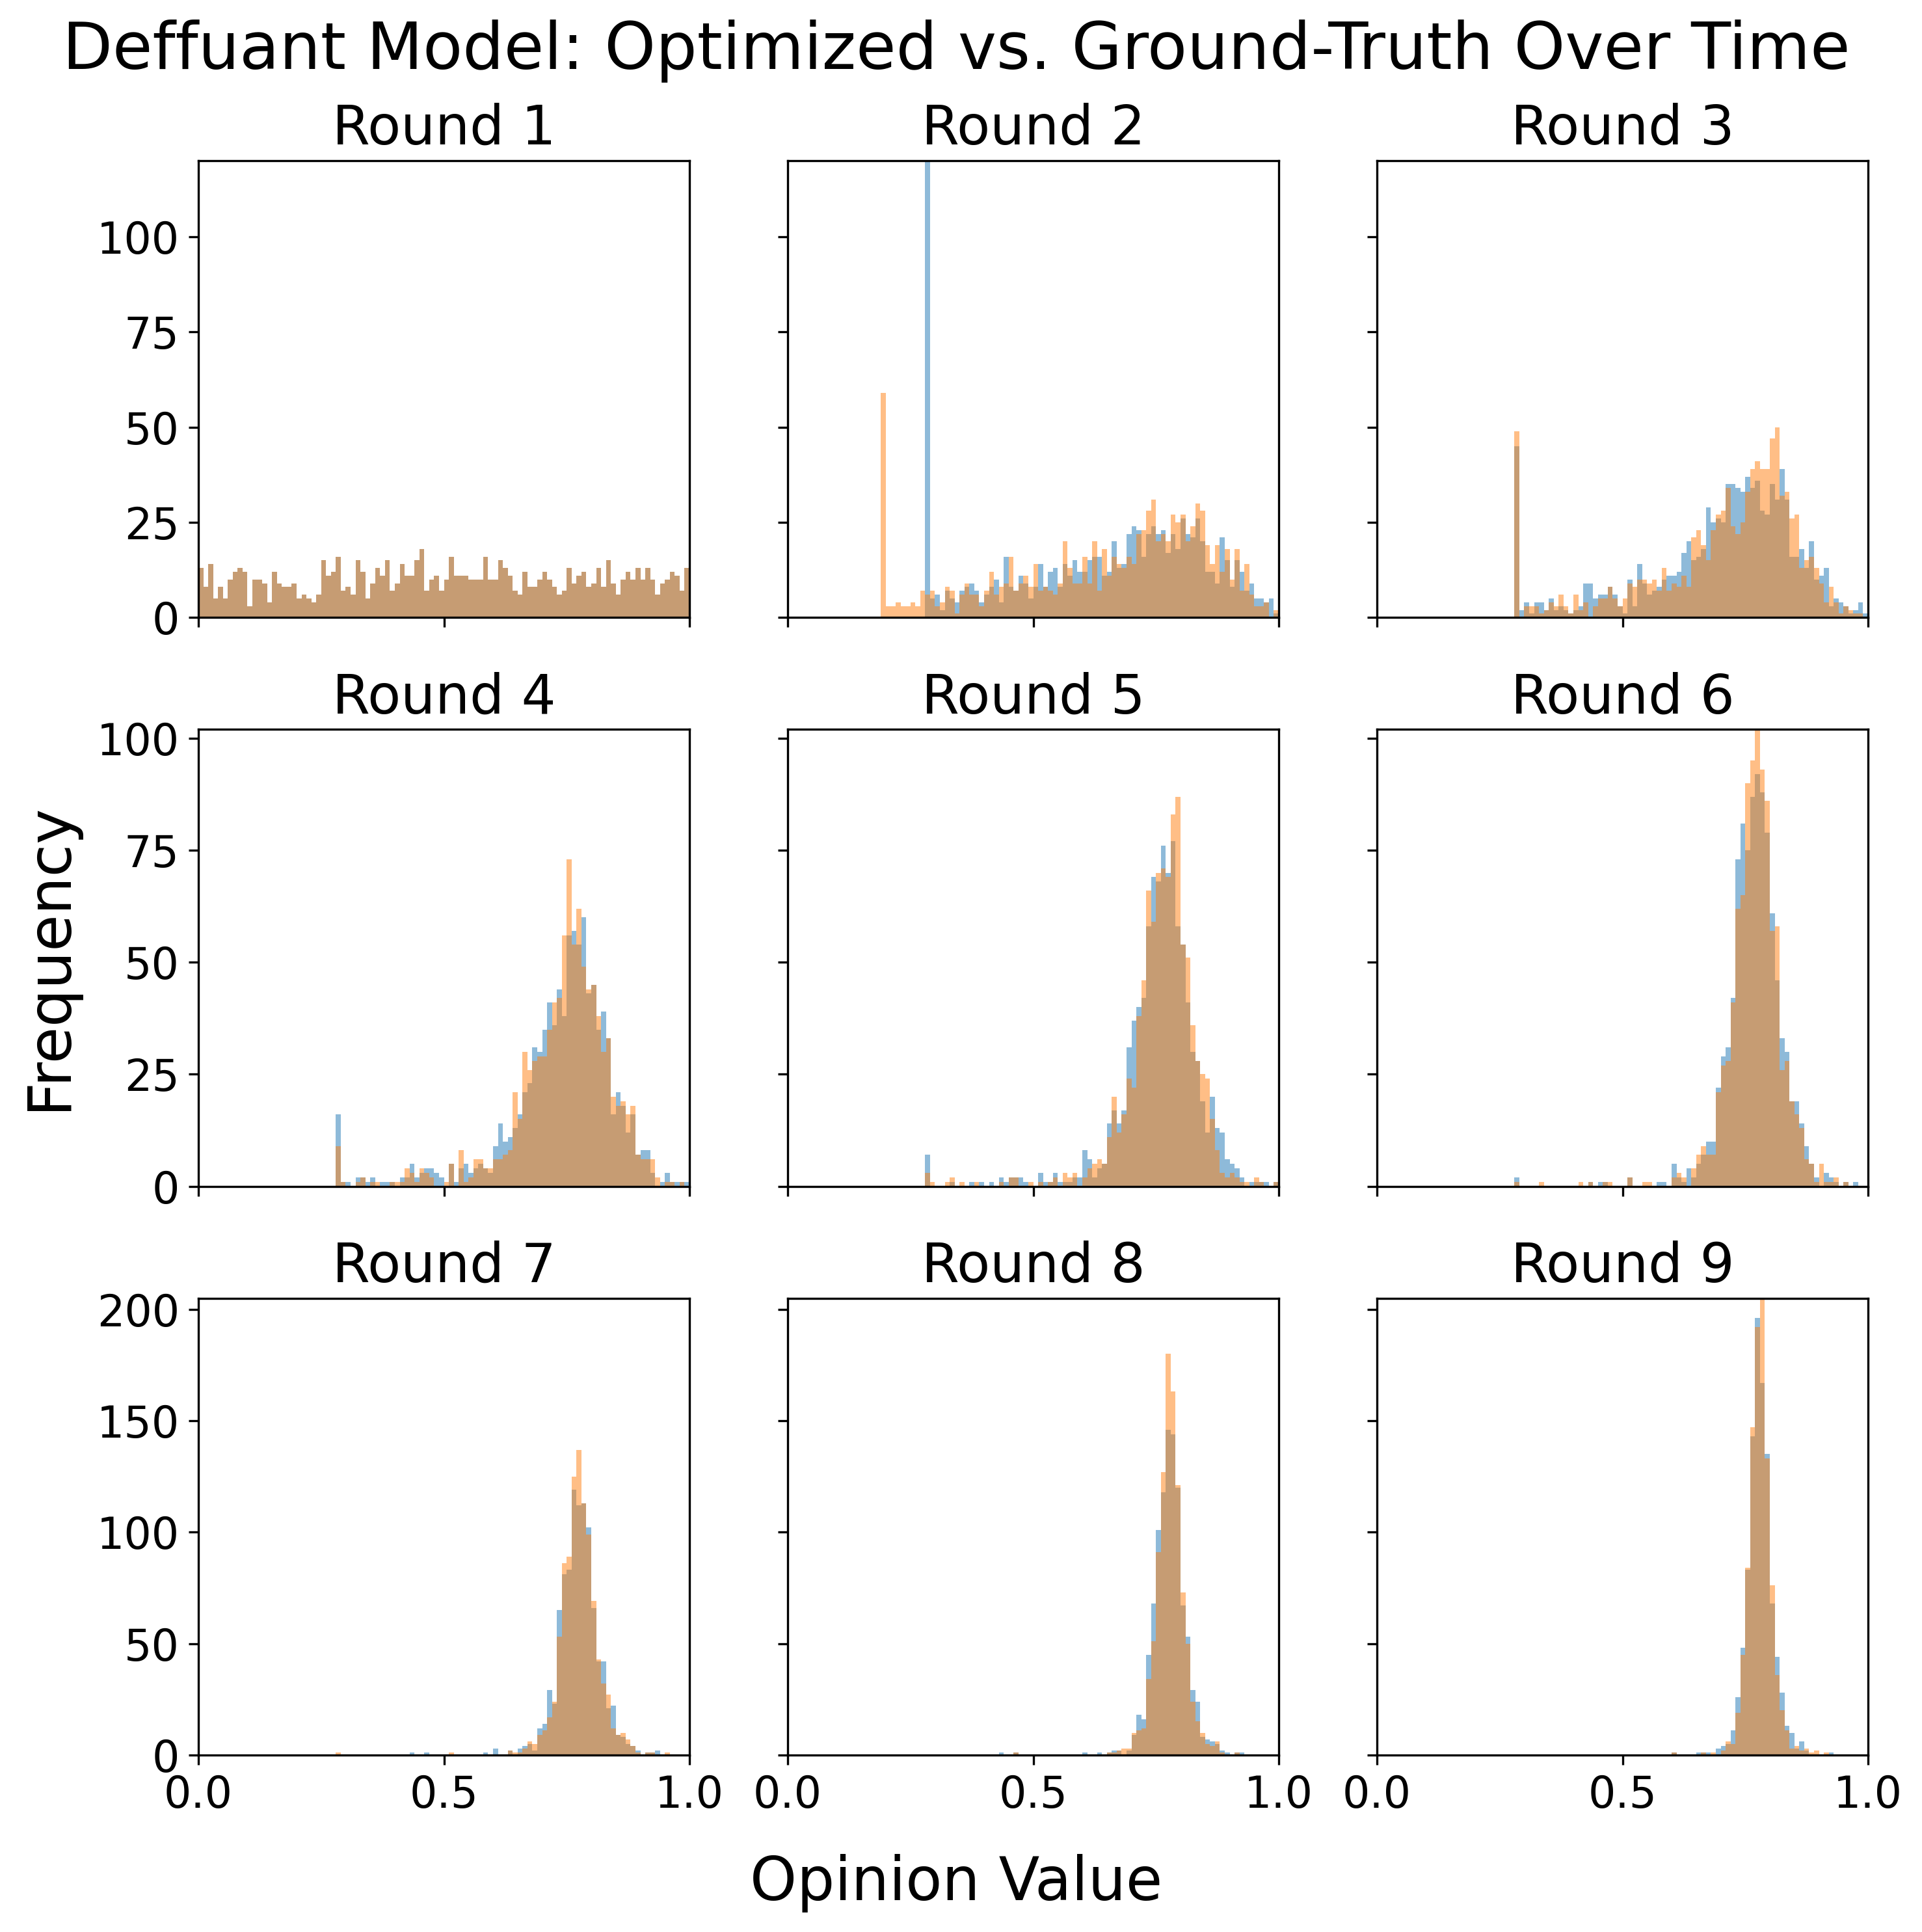 Deffuant Model: Optimized vs. Ground-Truth Over Time
Round 1
Round 2
Round 3
100
75
50
25
0
Round 4
Round 5
Round 6
100
75
50
25
0
Frequency
Round 7
Round 8
Round 9
200
150
100
50
0
0.0 0.5 1.0 0.0 0.5 1.0 0.0 0.5 1.0
Opinion Value